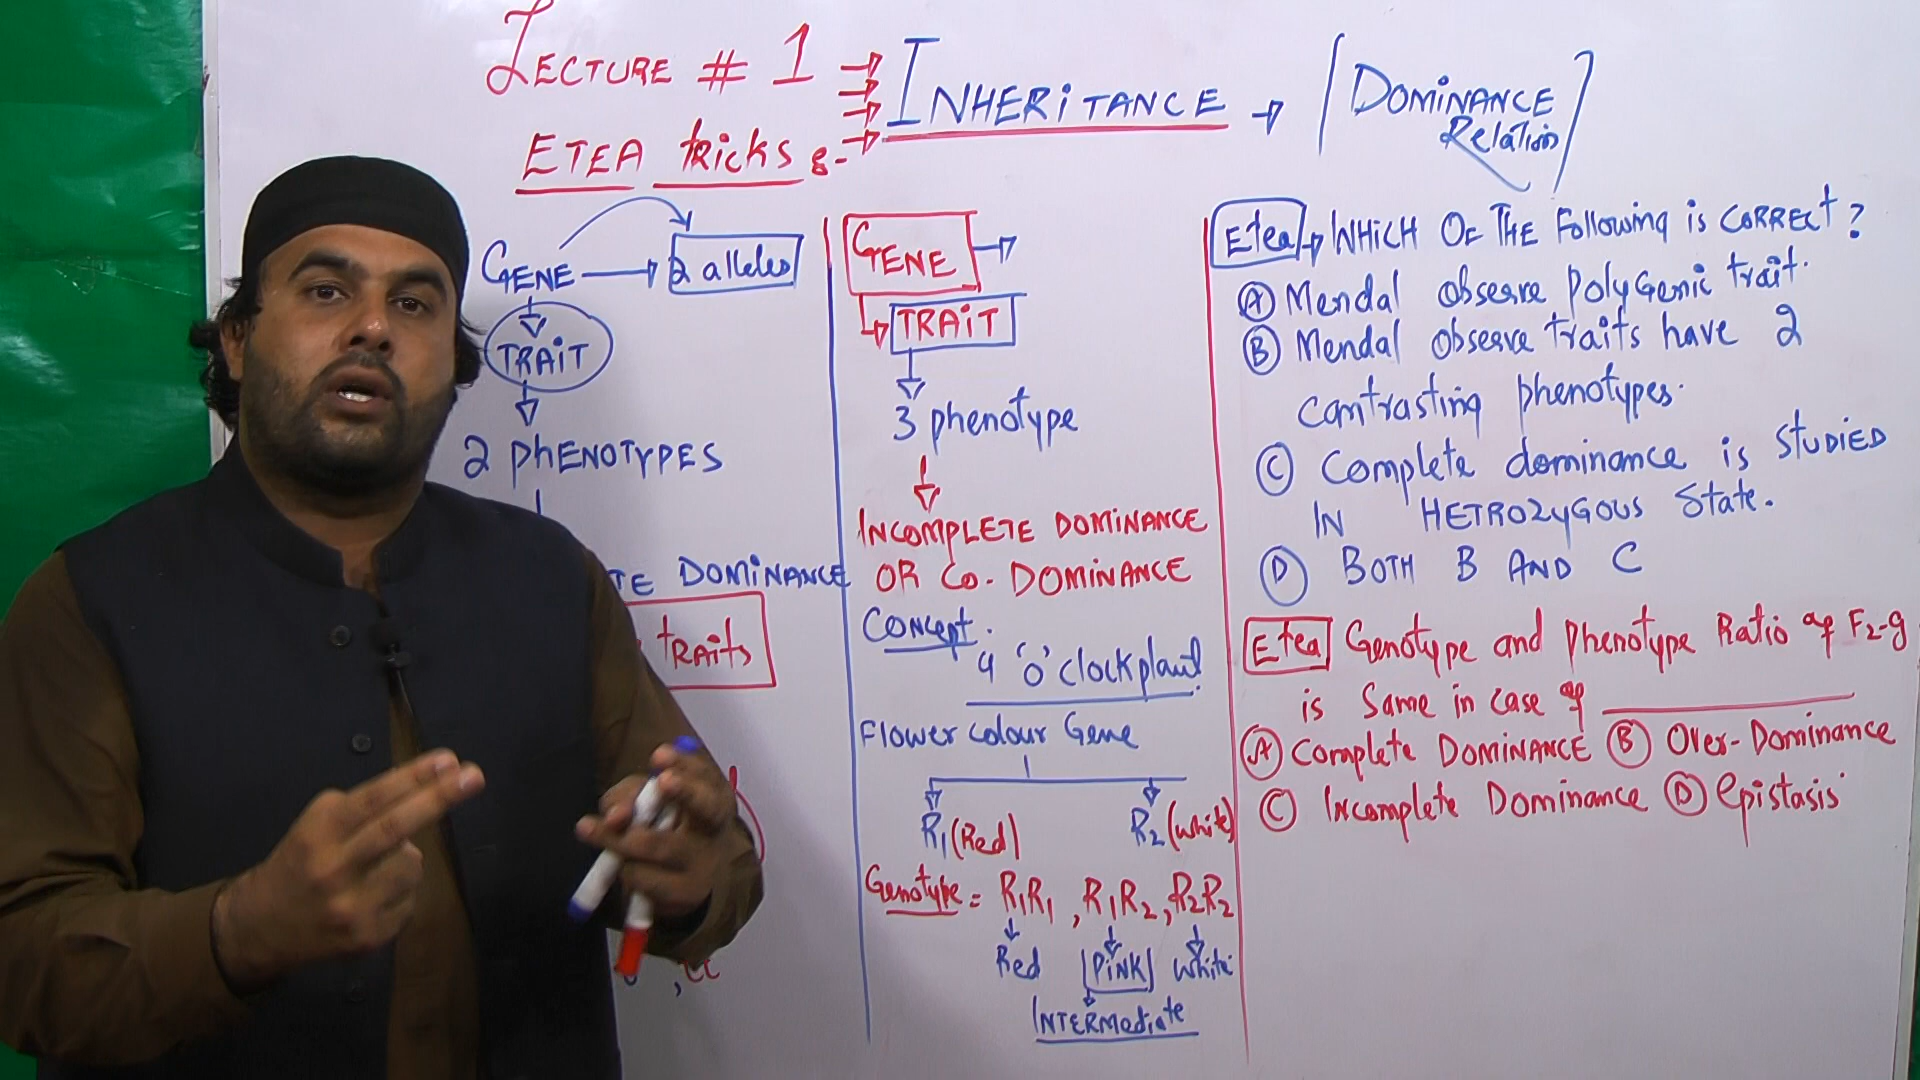 LECTURE # 1 → INHERITANCE → [DOMINANCE
Relation]
ETEA tricks :-
GENE → 2 alleles
TRAiT
2 PhENOTYPES
TE DOMiNANCE
TRAiTs
GENE →
TRAiT
3 phenotype
INCOMPLETE DOMINANCE
OR Co-DOMINANCE
Concept:
4 'O' clock plant
Flower colour Gene
R1 (Red) R2 (white)
Genotype = R1R1, R1R2, R2R2
Red [PiNK] white
INTERMediate
Etea → WHiCH OF THE Following is CORRECT?
(A) Mendal observe polyGenic trait.
(B) Mendal observe traits have 2
contrasting phenotypes.
(C) Complete dominance is STUDIED
IN HETROZYGOUS State.
(D) BOTH B AND C
Etea Genotype and Phenotype Ratio of F2-g
is Same in case of ________
(A) Complete DOMINANCE (B) Over-Dominance
(C) Incomplete Dominance (D) epistasis